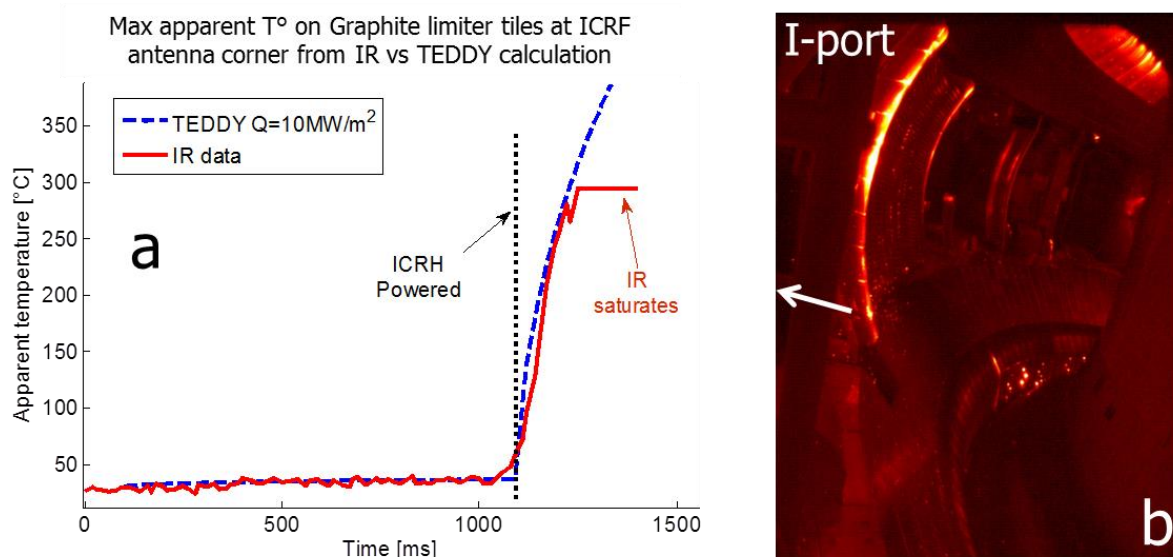 Max apparent T° on Graphite limiter tiles at ICRF
antenna corner from IR vs TEDDY calculation
TEDDY Q=10MW/m²
IR data
a
ICRH
Powered
IR
saturates
Apparent temperature [°C]
350
300
250
200
150
100
50
0
500
1000
1500
Time [ms]
I-port
b